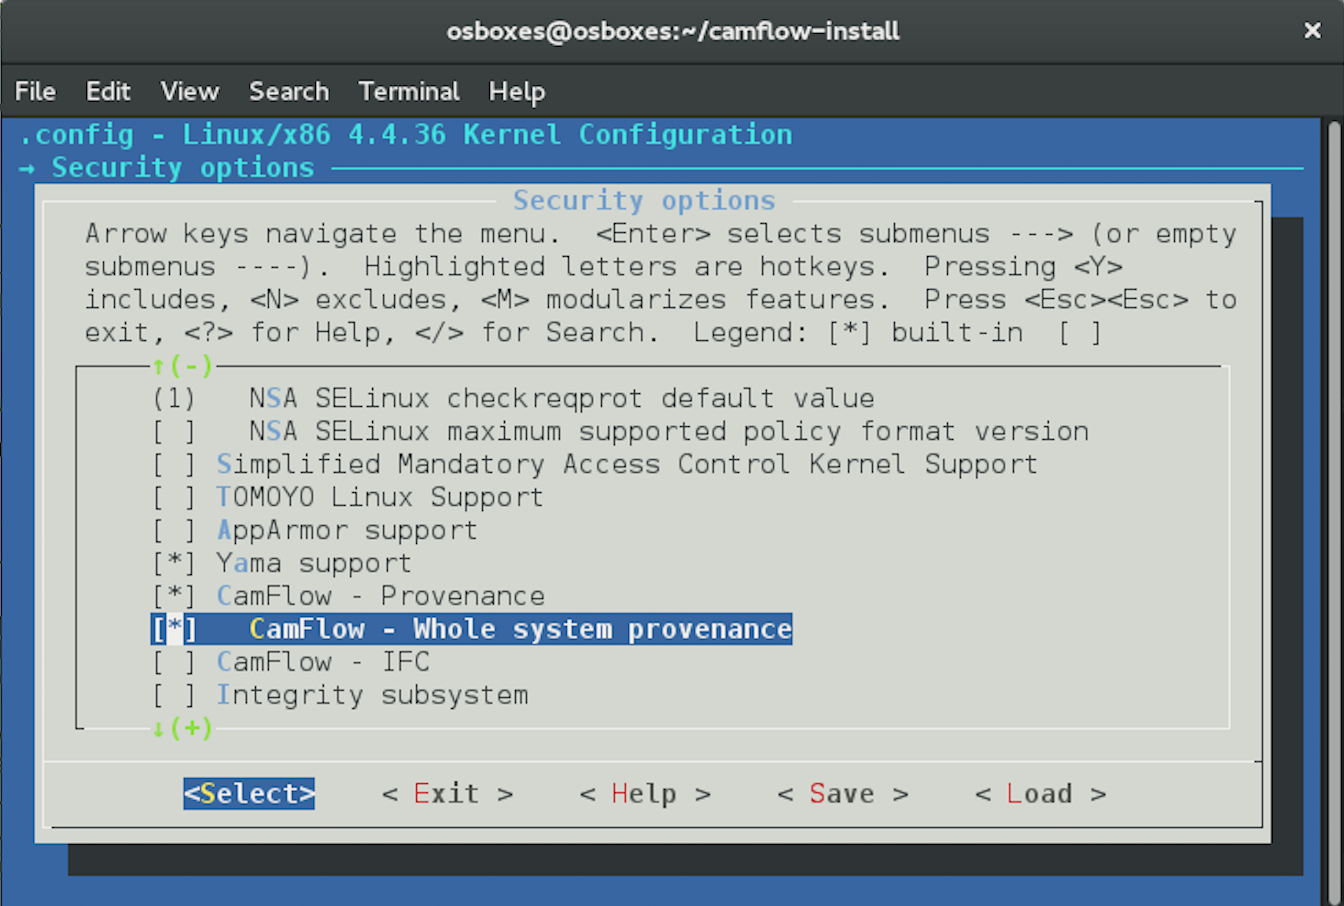 osboxes@osboxes:~/camflow-install ×
File Edit View Search Terminal Help
.config - Linux/x86 4.4.36 Kernel Configuration
→ Security options
Security options
Arrow keys navigate the menu.  <Enter> selects submenus ---> (or empty
submenus ----).  Highlighted letters are hotkeys.  Pressing <Y>
includes, <N> excludes, <M> modularizes features.  Press <Esc><Esc> to
exit, <?> for Help, </> for Search.  Legend: [*] built-in  [ ]
↑(-)
(1)   NSA SELinux checkreqprot default value
[ ]   NSA SELinux maximum supported policy format version
[ ] Simplified Mandatory Access Control Kernel Support
[ ] TOMOYO Linux Support
[ ] AppArmor support
[*] Yama support
[*] CamFlow - Provenance
[*]   CamFlow - Whole system provenance
[ ] CamFlow - IFC
[ ] Integrity subsystem
↓(+)
<Select>    < Exit >    < Help >    < Save >    < Load >